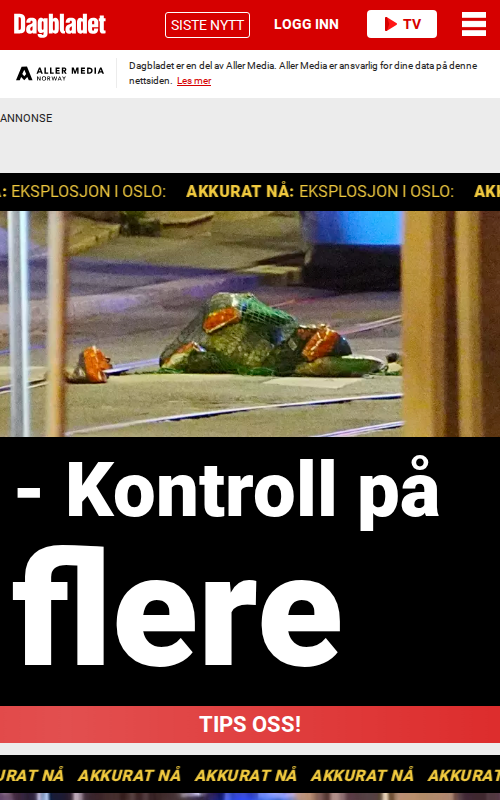 Dagbladet
SISTE NYTT
LOGG INN
TV
ALLER MEDIA
NORWAY
Dagbladet er en del av Aller Media. Aller Media er ansvarlig for dine data på denne
nettsiden. Les mer
ANNONSE
: EKSPLOSJON I OSLO: AKKURAT NÅ: EKSPLOSJON I OSLO: AKK
- Kontroll på
flere
TIPS OSS!
URAT NÅ AKKURAT NÅ AKKURAT NÅ AKKURAT NÅ AKKURAT